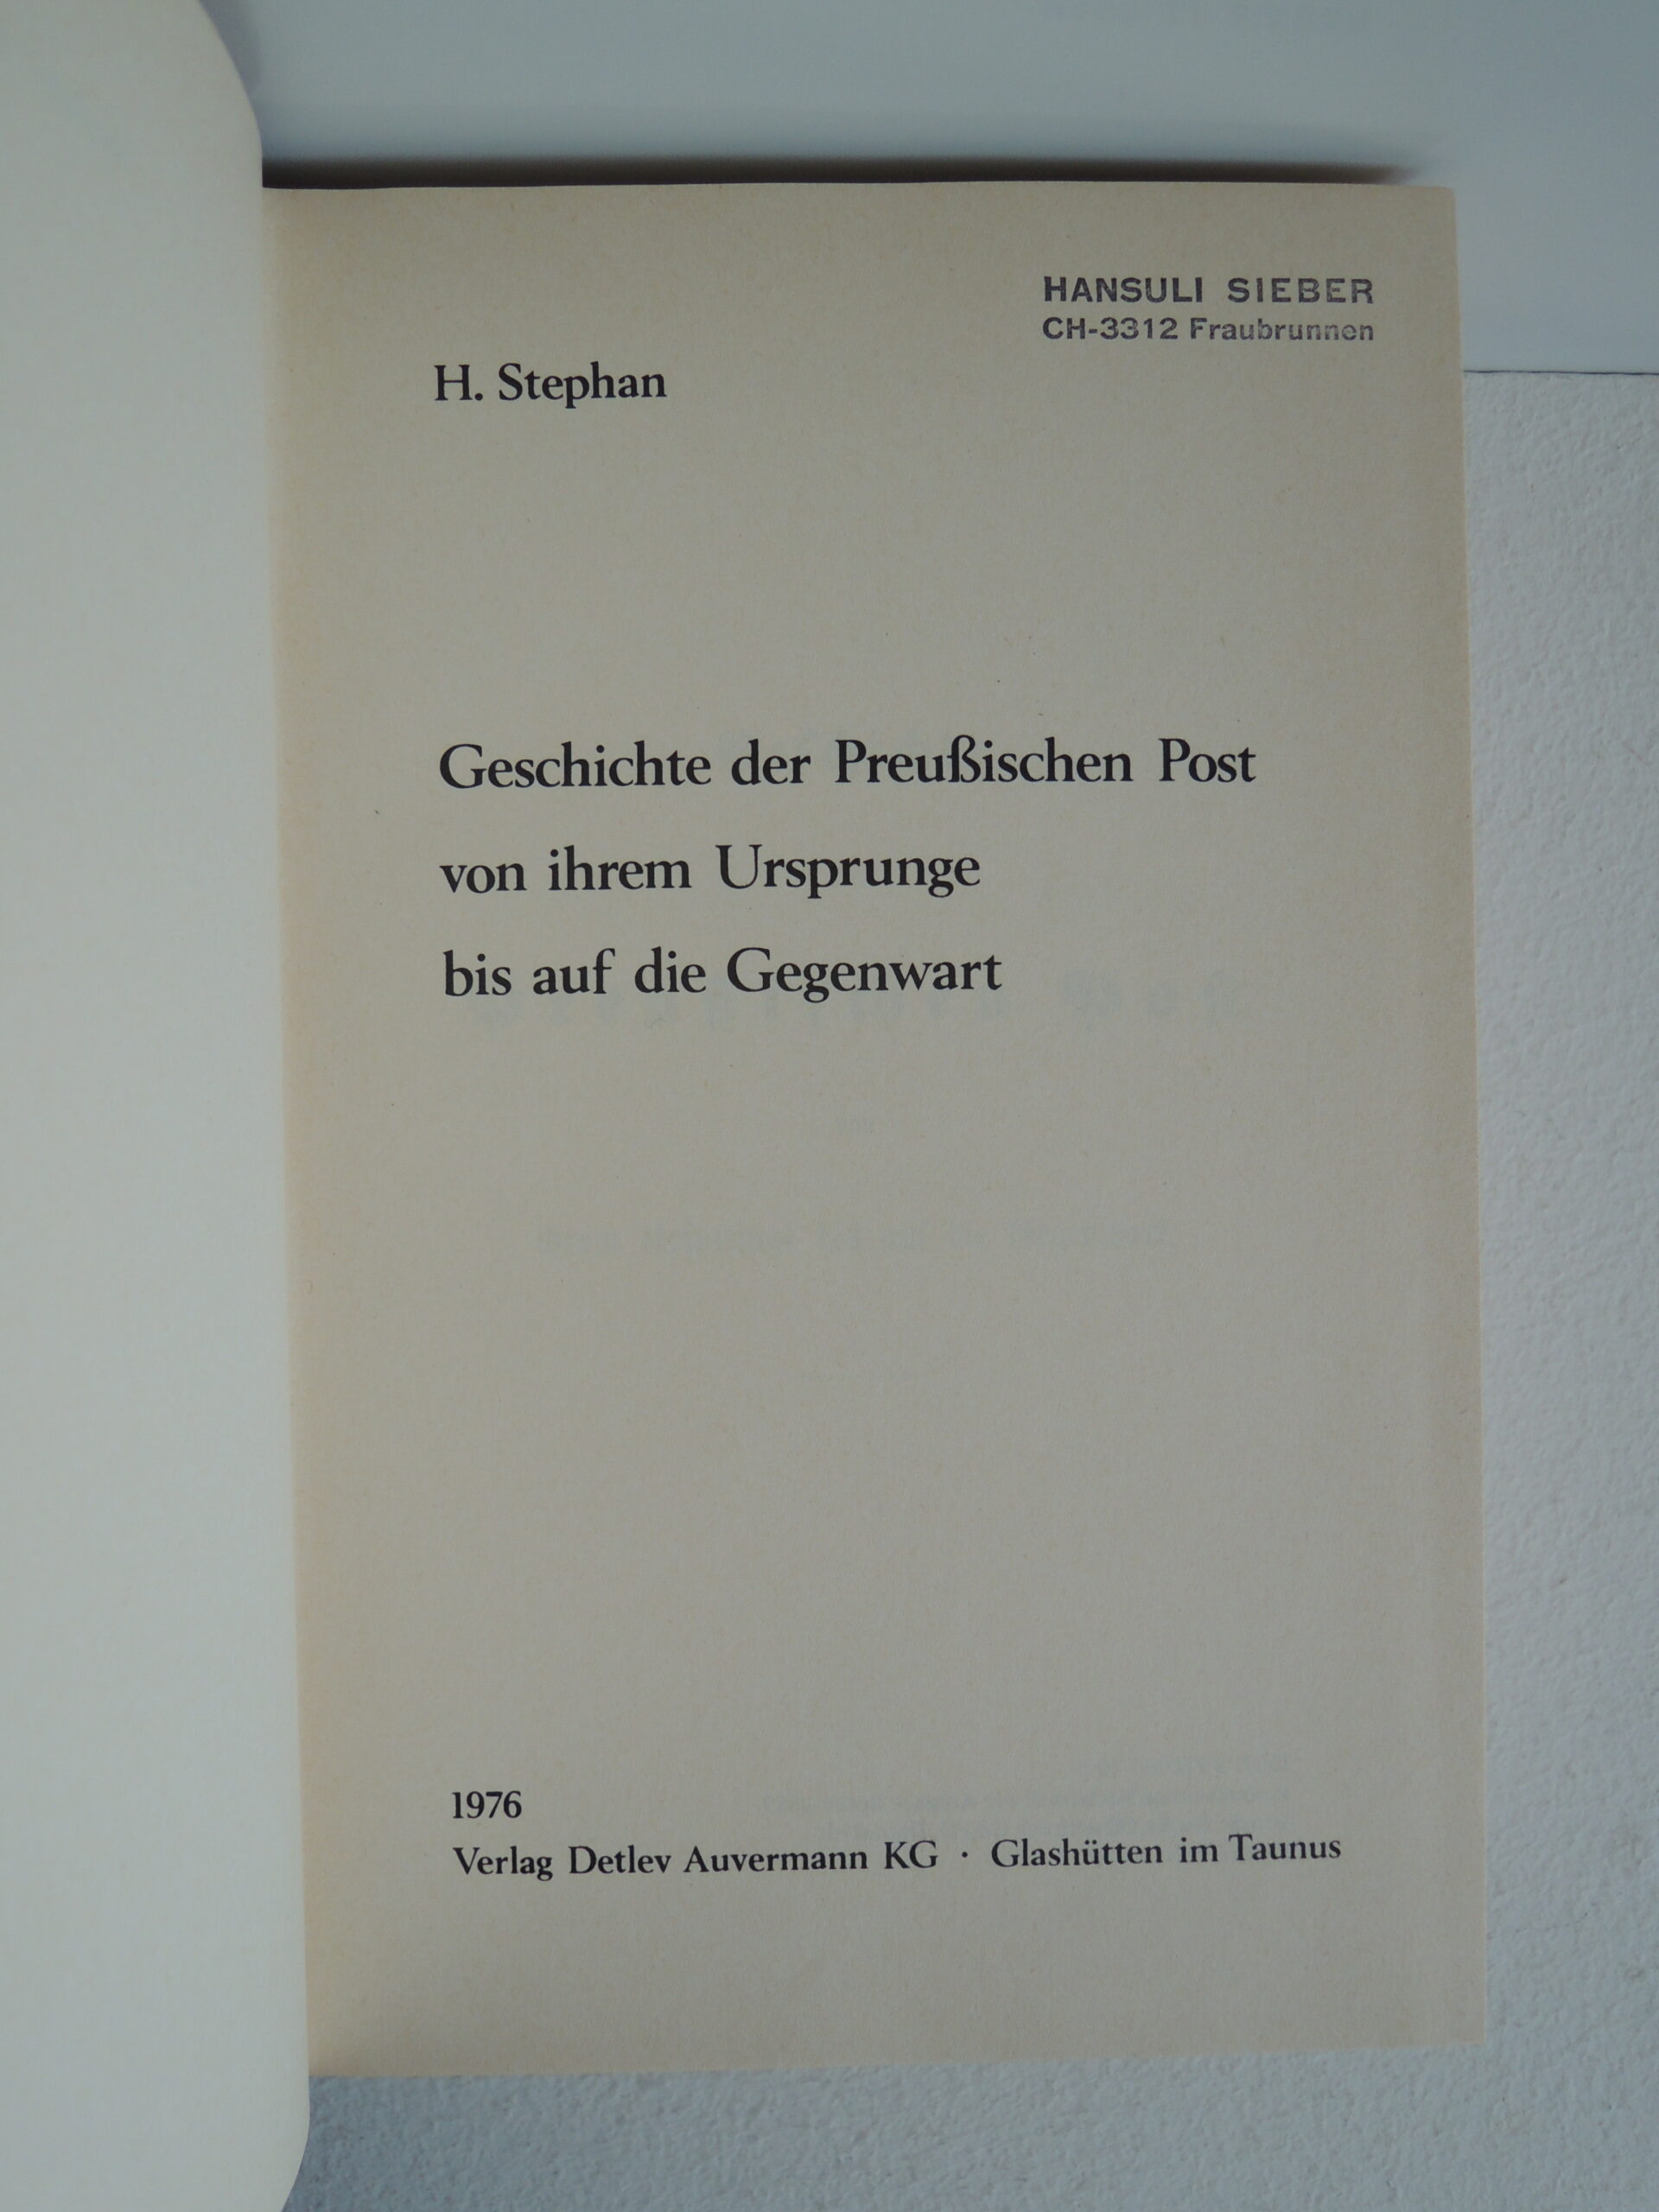 HANSULI SIEBER
CH-3312 Fraubrunnen
H. Stephan
Geschichte der Preußischen Post
von ihrem Ursprunge
bis auf die Gegenwart
1976
Verlag Detlev Auvermann KG · Glashütten im Taunus